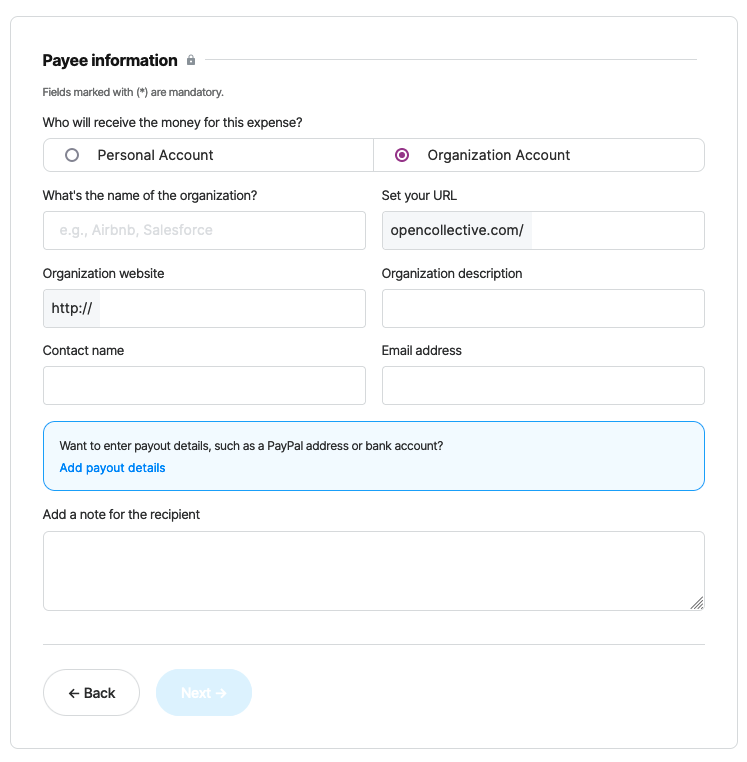 Payee information
Fields marked with (*) are mandatory.
Who will receive the money for this expense?
Personal Account
Organization Account
What's the name of the organization?
Set your URL
e.g., Airbnb, Salesforce
opencollective.com/
Organization website
Organization description
http://
Contact name
Email address
Want to enter payout details, such as a PayPal address or bank account?
Add payout details
Add a note for the recipient
← Back
Next →